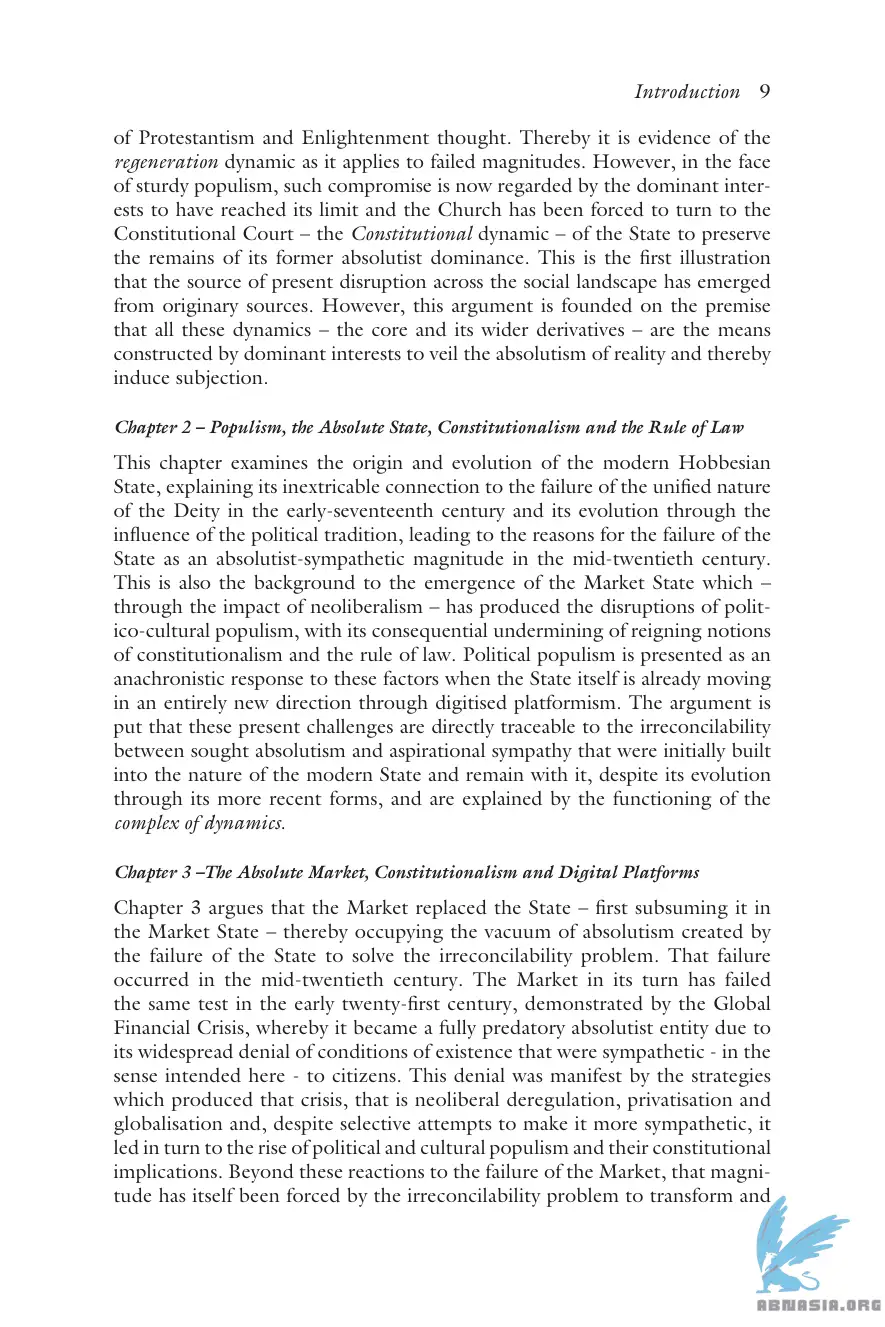 Introduction 9
of Protestantism and Enlightenment thought. Thereby it is evidence of the
regeneration dynamic as it applies to failed magnitudes. However, in the face
of sturdy populism, such compromise is now regarded by the dominant inter-
ests to have reached its limit and the Church has been forced to turn to the
Constitutional Court – the Constitutional dynamic – of the State to preserve
the remains of its former absolutist dominance. This is the first illustration
that the source of present disruption across the social landscape has emerged
from originary sources. However, this argument is founded on the premise
that all these dynamics – the core and its wider derivatives – are the means
constructed by dominant interests to veil the absolutism of reality and thereby
induce subjection.
Chapter 2 – Populism, the Absolute State, Constitutionalism and the Rule of Law
This chapter examines the origin and evolution of the modern Hobbesian
State, explaining its inextricable connection to the failure of the unified nature
of the Deity in the early-seventeenth century and its evolution through the
influence of the political tradition, leading to the reasons for the failure of the
State as an absolutist-sympathetic magnitude in the mid-twentieth century.
This is also the background to the emergence of the Market State which –
through the impact of neoliberalism – has produced the disruptions of polit-
ico-cultural populism, with its consequential undermining of reigning notions
of constitutionalism and the rule of law. Political populism is presented as an
anachronistic response to these factors when the State itself is already moving
in an entirely new direction through digitised platformism. The argument is
put that these present challenges are directly traceable to the irreconcilability
between sought absolutism and aspirational sympathy that were initially built
into the nature of the modern State and remain with it, despite its evolution
through its more recent forms, and are explained by the functioning of the
complex of dynamics.
Chapter 3 –The Absolute Market, Constitutionalism and Digital Platforms
Chapter 3 argues that the Market replaced the State – first subsuming it in
the Market State – thereby occupying the vacuum of absolutism created by
the failure of the State to solve the irreconcilability problem. That failure
occurred in the mid-twentieth century. The Market in its turn has failed
the same test in the early twenty-first century, demonstrated by the Global
Financial Crisis, whereby it became a fully predatory absolutist entity due to
its widespread denial of conditions of existence that were sympathetic - in the
sense intended here - to citizens. This denial was manifest by the strategies
which produced that crisis, that is neoliberal deregulation, privatisation and
globalisation and, despite selective attempts to make it more sympathetic, it
led in turn to the rise of political and cultural populism and their constitutional
implications. Beyond these reactions to the failure of the Market, that magni-
tude has itself been forced by the irreconcilability problem to transform and
ABNASIA.ORG